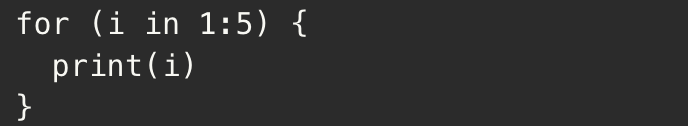 for (i in 1:5) {
  print(i)
}